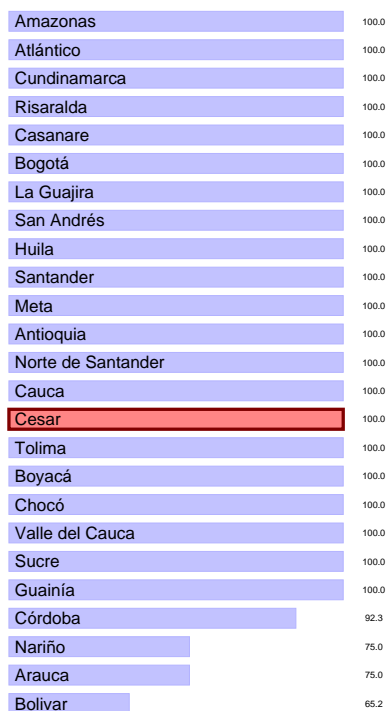 Amazonas 100.0
Atlántico 100.0
Cundinamarca 100.0
Risaralda 100.0
Casanare 100.0
Bogotá 100.0
La Guajira 100.0
San Andrés 100.0
Huila 100.0
Santander 100.0
Meta 100.0
Antioquia 100.0
Norte de Santander 100.0
Cauca 100.0
Cesar 100.0
Tolima 100.0
Boyacá 100.0
Chocó 100.0
Valle del Cauca 100.0
Sucre 100.0
Guainía 100.0
Córdoba 92.3
Nariño 75.0
Arauca 75.0
Bolivar 65.2